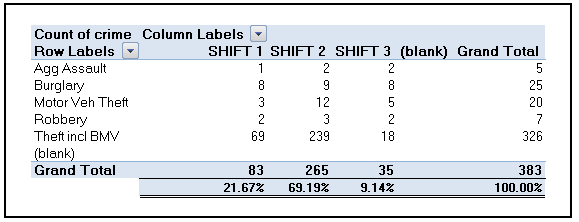 Count of crime Column Labels
Row Labels SHIFT 1 SHIFT 2 SHIFT 3 (blank) Grand Total
Agg Assault 1 2 2 5
Burglary 8 9 8 25
Motor Veh Theft 3 12 5 20
Robbery 2 3 2 7
Theft incl BMV 69 239 18 326
(blank)
Grand Total 83 265 35 383
21.67% 69.19% 9.14% 100.00%